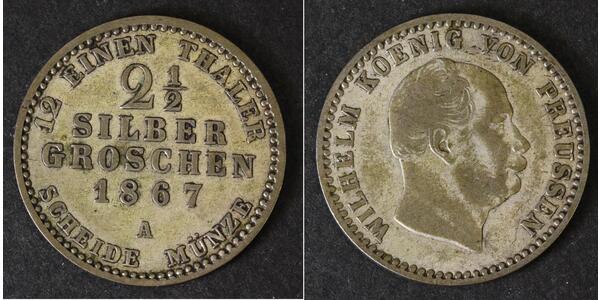 12 EINEN THALER
2 1/2
SILBER
GROSCHEN
1867
A
SCHEIDE MÜNZE
WILHELM KOENIG VON PREUSSEN